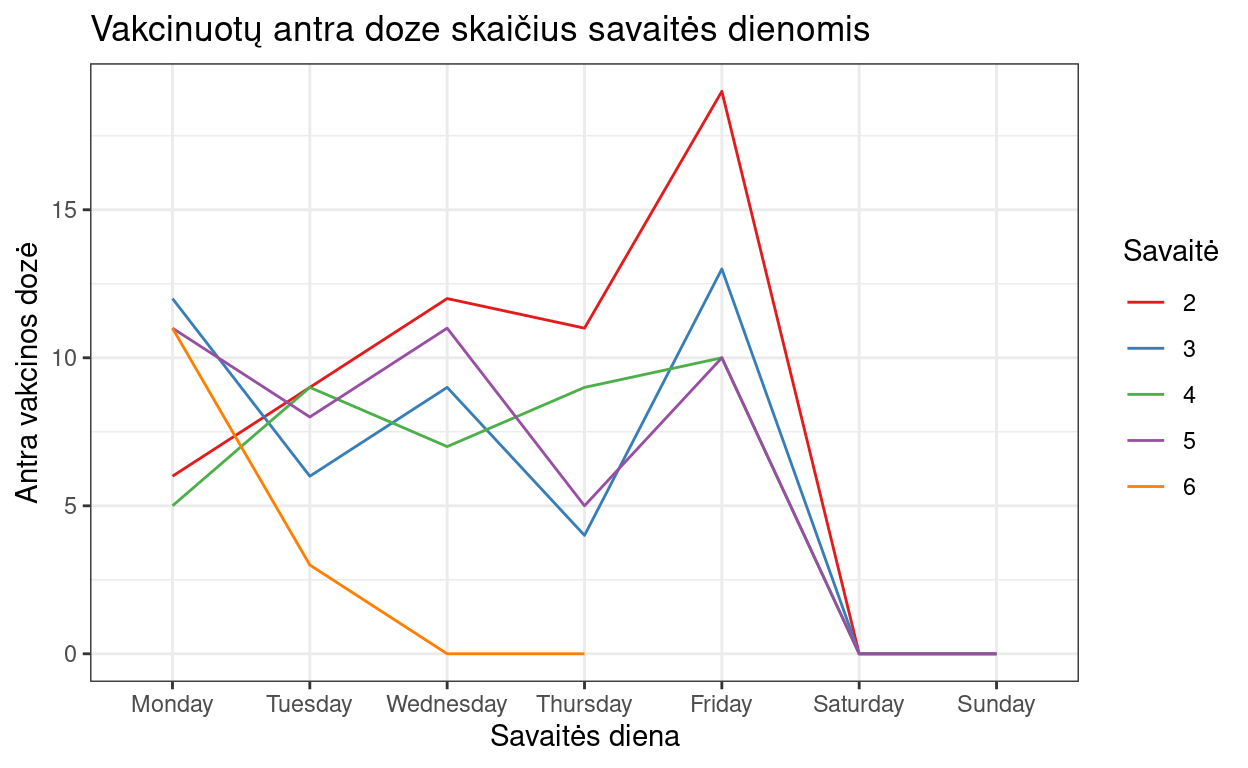 Vakcinuotų antra doze skaičius savaitės dienomis
Antra vakcinos dozė
15
10
5
0
Monday
Tuesday
Wednesday
Thursday
Friday
Saturday
Sunday
Savaitės diena
Savaitė
2
3
4
5
6